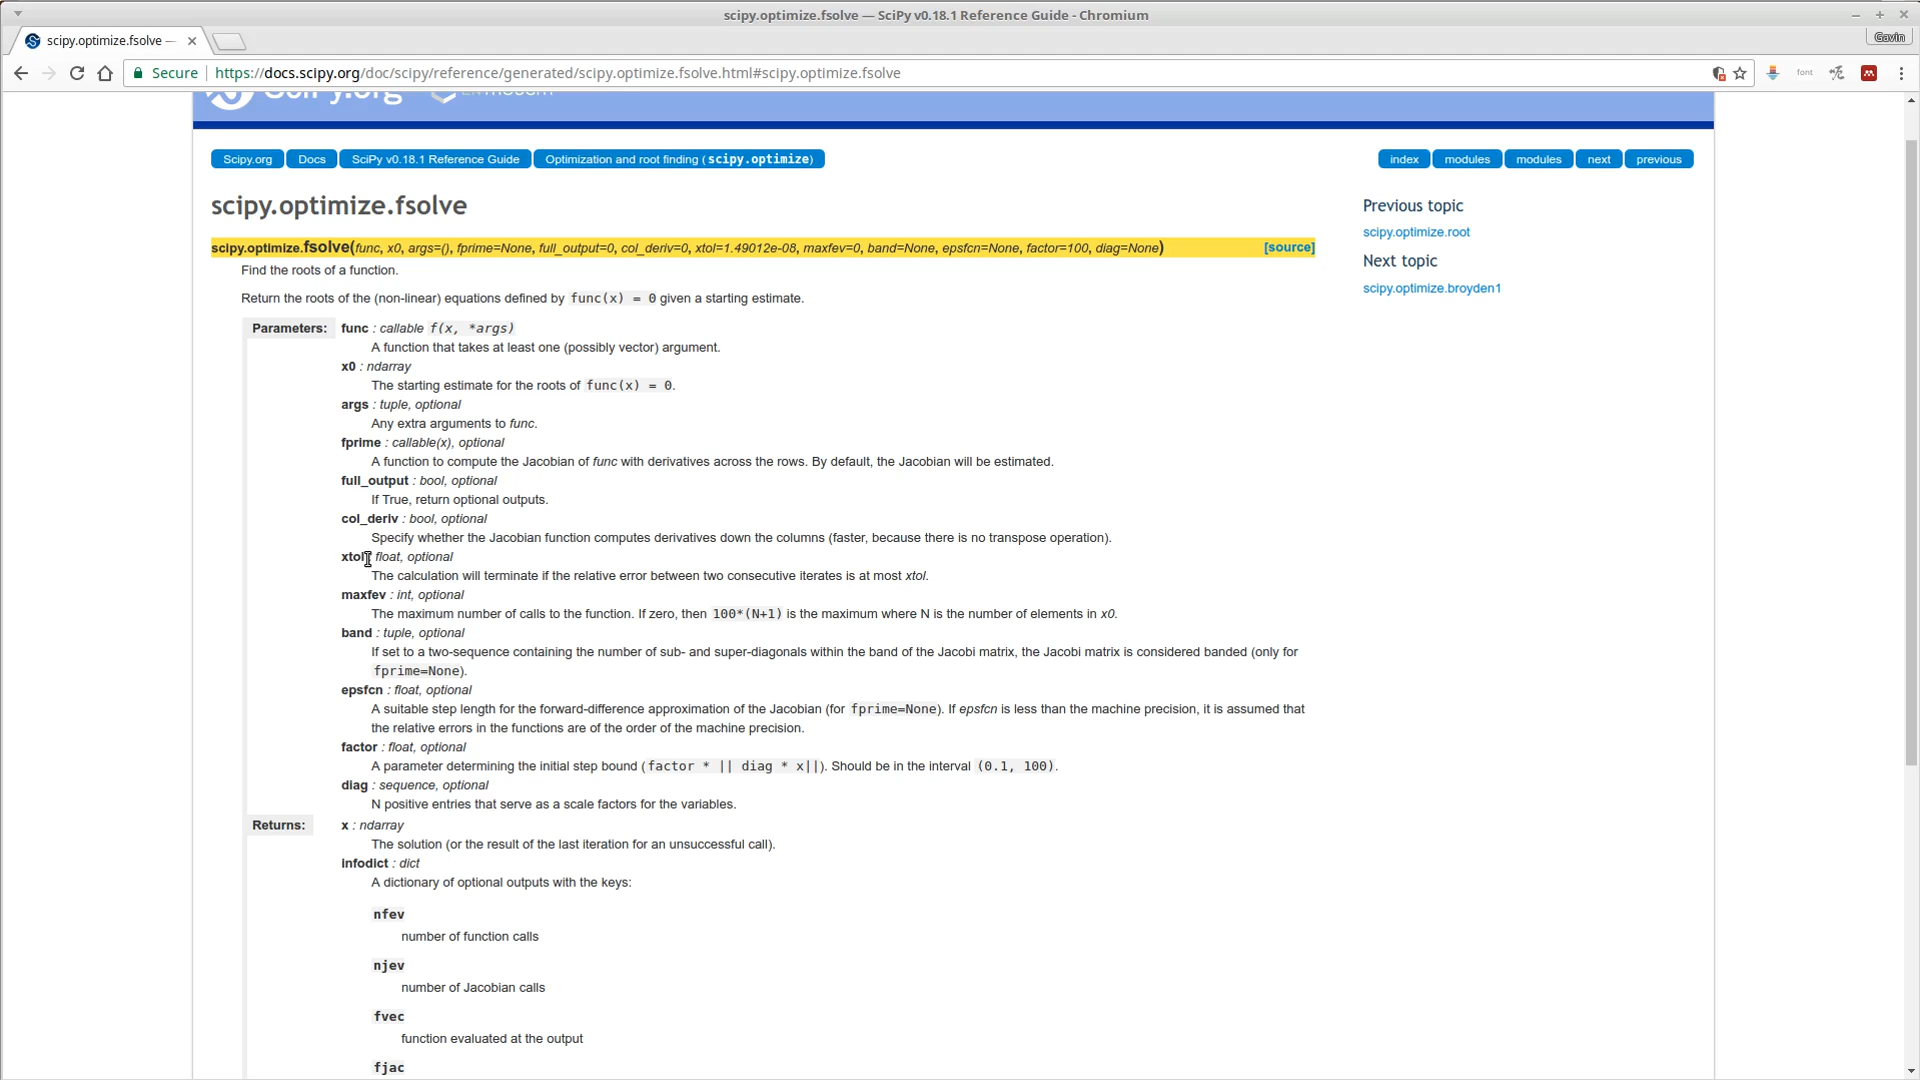 scipy.optimize.fsolve — SciPy v0.18.1 Reference Guide - Chromium
scipy.optimize.fsolve —
Gavin
Secure https://docs.scipy.org/doc/scipy/reference/generated/scipy.optimize.fsolve.html#scipy.optimize.fsolve font
SciPy.org
Scipy.org Docs SciPy v0.18.1 Reference Guide Optimization and root finding (scipy.optimize) index modules modules next previous
scipy.optimize.fsolve
scipy.optimize.fsolve(func, x0, args=(), fprime=None, full_output=0, col_deriv=0, xtol=1.49012e-08, maxfev=0, band=None, epsfcn=None, factor=100, diag=None) [source]
Find the roots of a function.
Return the roots of the (non-linear) equations defined by func(x) = 0 given a starting estimate.
Parameters: func : callable f(x, *args)
A function that takes at least one (possibly vector) argument.
x0 : ndarray
The starting estimate for the roots of func(x) = 0.
args : tuple, optional
Any extra arguments to func.
fprime : callable(x), optional
A function to compute the Jacobian of func with derivatives across the rows. By default, the Jacobian will be estimated.
full_output : bool, optional
If True, return optional outputs.
col_deriv : bool, optional
Specify whether the Jacobian function computes derivatives down the columns (faster, because there is no transpose operation).
xtol : float, optional
The calculation will terminate if the relative error between two consecutive iterates is at most xtol.
maxfev : int, optional
The maximum number of calls to the function. If zero, then 100*(N+1) is the maximum where N is the number of elements in x0.
band : tuple, optional
If set to a two-sequence containing the number of sub- and super-diagonals within the band of the Jacobi matrix, the Jacobi matrix is considered banded (only for
fprime=None).
epsfcn : float, optional
A suitable step length for the forward-difference approximation of the Jacobian (for fprime=None). If epsfcn is less than the machine precision, it is assumed that
the relative errors in the functions are of the order of the machine precision.
factor : float, optional
A parameter determining the initial step bound (factor * || diag * x||). Should be in the interval (0.1, 100).
diag : sequence, optional
N positive entries that serve as a scale factors for the variables.
Returns: x : ndarray
The solution (or the result of the last iteration for an unsuccessful call).
infodict : dict
A dictionary of optional outputs with the keys:
nfev
number of function calls
njev
number of Jacobian calls
fvec
function evaluated at the output
fjac
Previous topic
scipy.optimize.root
Next topic
scipy.optimize.broyden1